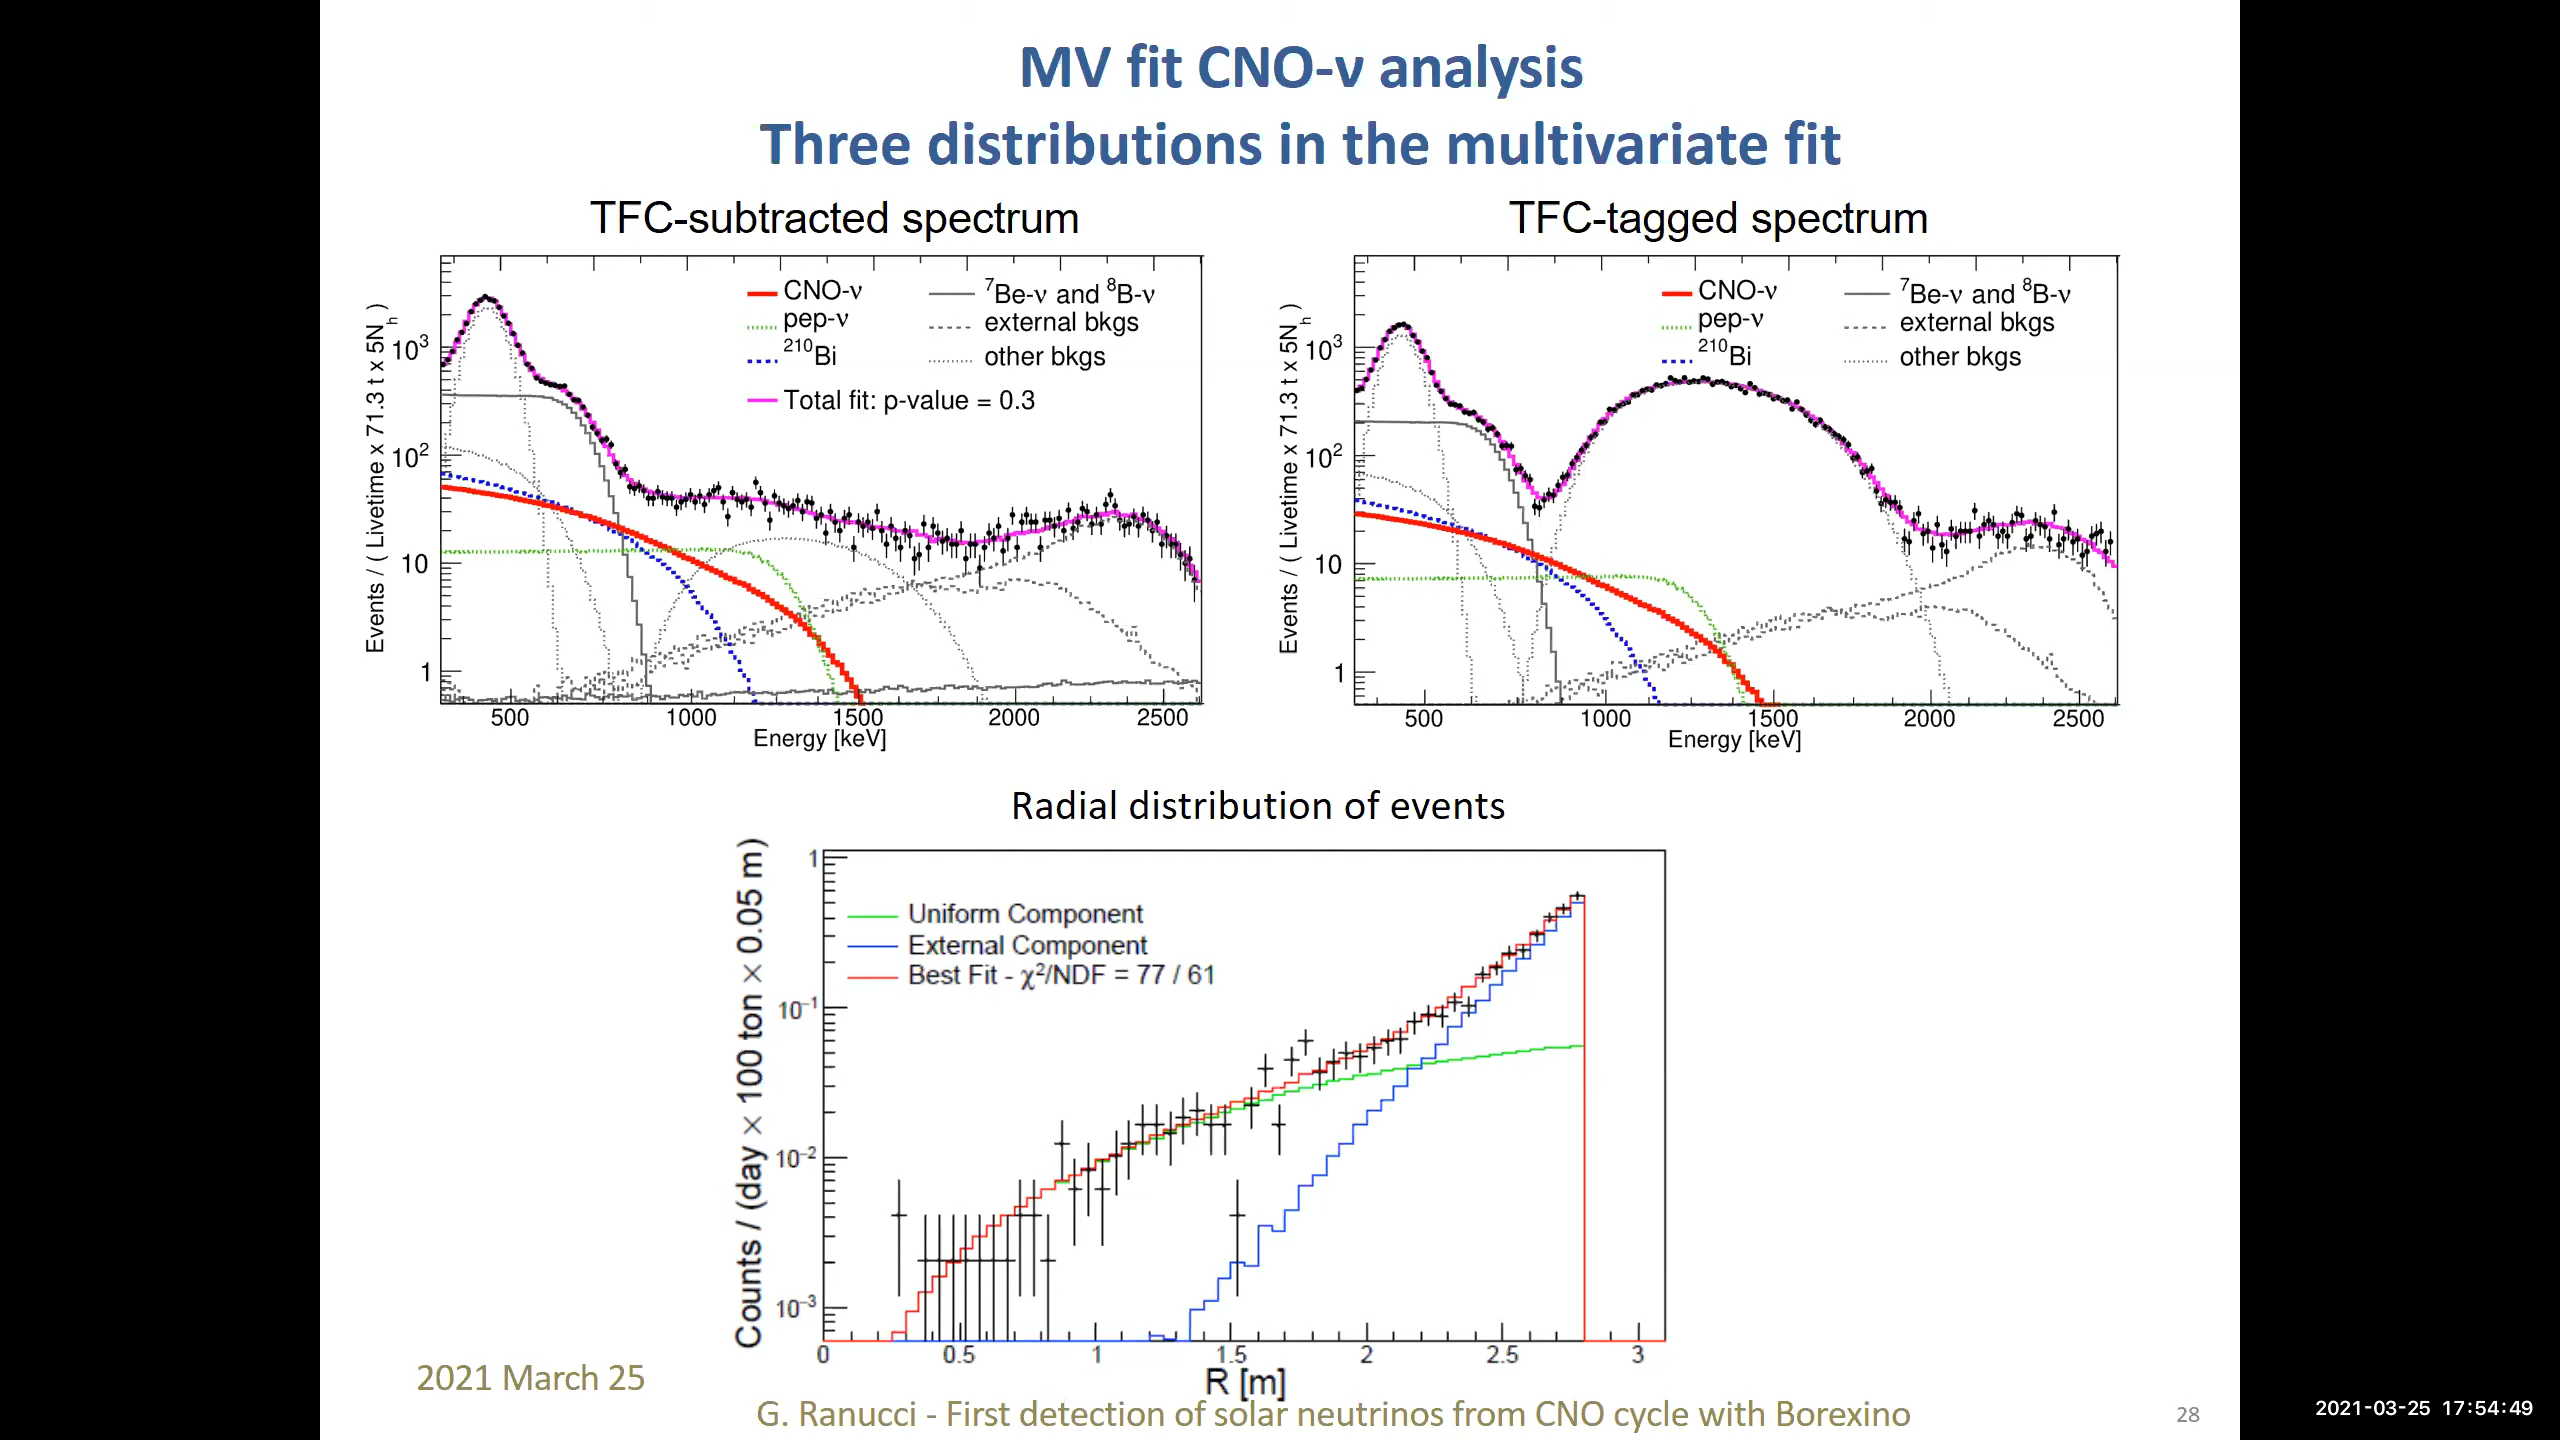 MV fit CNO-ν analysis
Three distributions in the multivariate fit
TFC-subtracted spectrum
Events / ( Livetime x 71.3 t x 5N_h )
10³
10²
10
1
CNO-ν
pep-ν
²¹⁰Bi
Total fit: p-value = 0.3
⁷Be-ν and ⁸B-ν
external bkgs
other bkgs
500 1000 1500 2000 2500
Energy [keV]
TFC-tagged spectrum
Events / ( Livetime x 71.3 t x 5N_h )
10³
10²
10
1
CNO-ν
pep-ν
²¹⁰Bi
⁷Be-ν and ⁸B-ν
external bkgs
other bkgs
500 1000 1500 2000 2500
Energy [keV]
Radial distribution of events
Counts / (day × 100 ton × 0.05 m)
1
10⁻¹
10⁻²
10⁻³
Uniform Component
External Component
Best Fit - χ²/NDF = 77 / 61
0 0.5 1 1.5 2 2.5 3
R [m]
2021 March 25
G. Ranucci - First detection of solar neutrinos from CNO cycle with Borexino
28
2021-03-25 17:54:49